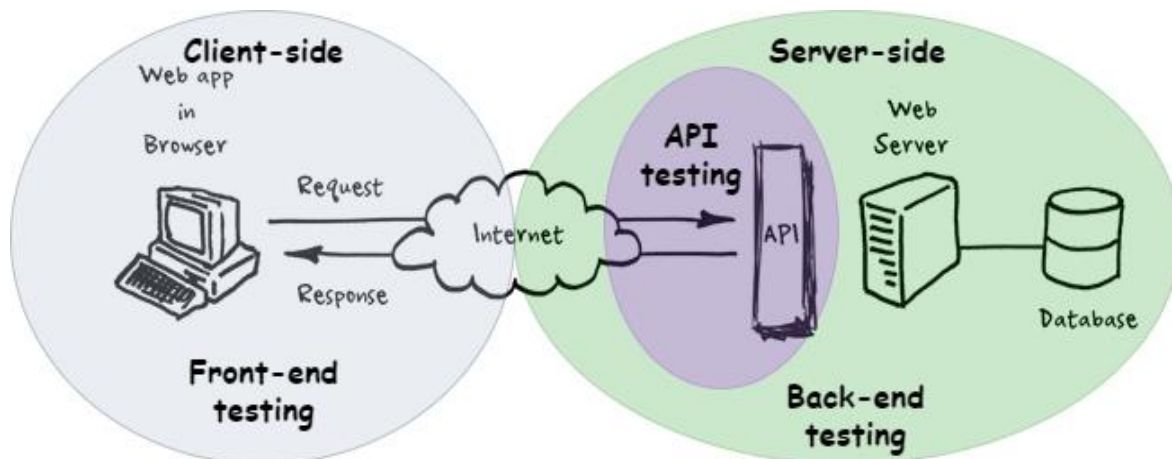 Client-side
Web app
in
Browser
Request
Response
Front-end
testing
Internet
Server-side
API
testing
API
Web
Server
Database
Back-end
testing